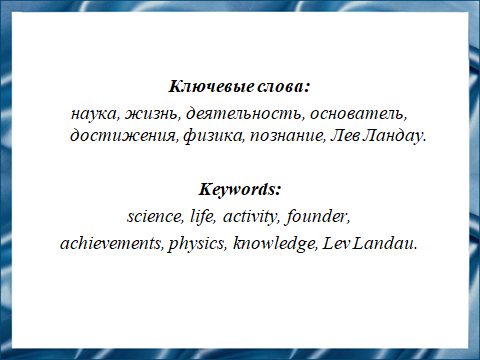 Ключевые слова:
наука, жизнь, деятельность, основатель,
достижения, физика, познание, Лев Ландау.
Keywords:
science, life, activity, founder,
achievements, physics, knowledge, Lev Landau.